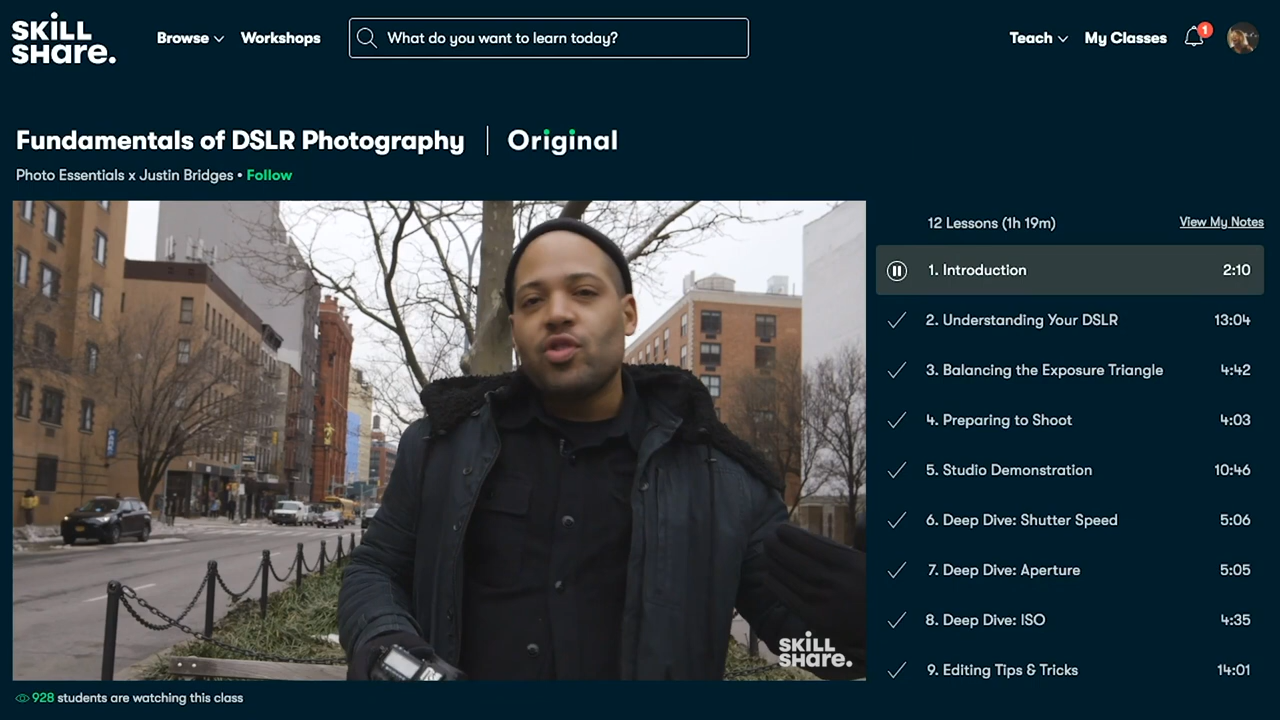 SKILL
SHare.
Browse
Workshops
What do you want to learn today?
Teach
My Classes
1
Fundamentals of DSLR Photography
Original
Photo Essentials x Justin Bridges • Follow
12 Lessons (1h 19m)
View My Notes
1. Introduction 2:10
2. Understanding Your DSLR 13:04
3. Balancing the Exposure Triangle 4:42
4. Preparing to Shoot 4:03
5. Studio Demonstration 10:46
6. Deep Dive: Shutter Speed 5:06
7. Deep Dive: Aperture 5:05
8. Deep Dive: ISO 4:35
9. Editing Tips & Tricks 14:01
SKILL
SHare.
928 students are watching this class